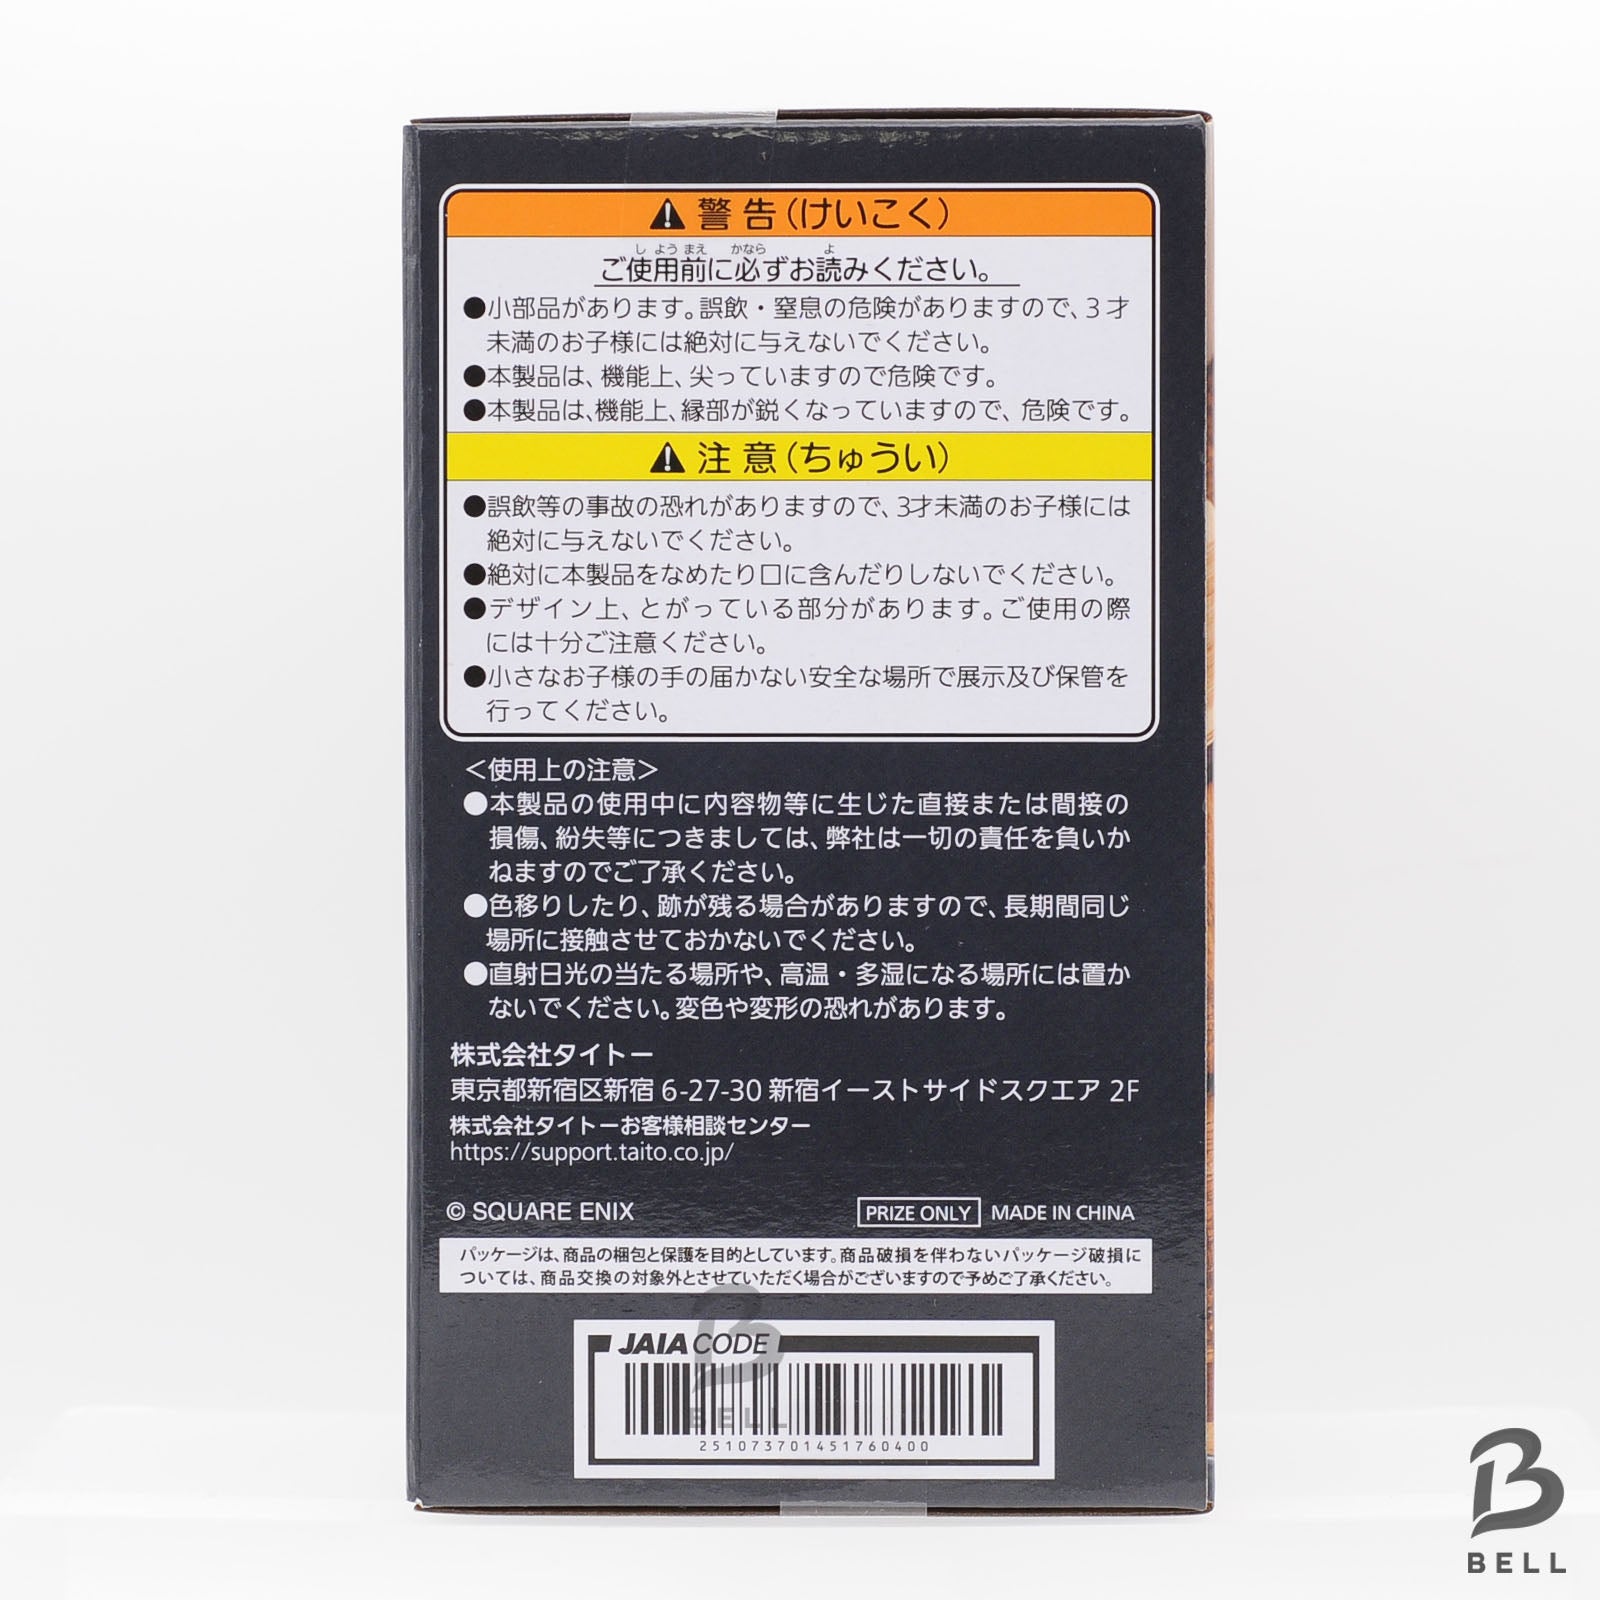 警告(けいこく)
し よう まえ かなら よ
ご使用前に必ずお読みください。
●小部品があります。誤飲・窒息の危険がありますので、3才
未満のお子様には絶対に与えないでください。
●本製品は、機能上、尖っていますので危険です。
●本製品は、機能上、縁部が鋭くなっていますので、危険です。
注意(ちゅうい)
●誤飲等の事故の恐れがありますので、3才未満のお子様には
絶対に与えないでください。
●絶対に本製品をなめたり口に含んだりしないでください。
●デザイン上、とがっている部分があります。ご使用の際
には十分ご注意ください。
●小さなお子様の手の届かない安全な場所で展示及び保管を
行ってください。
<使用上の注意>
●本製品の使用中に内容物等に生じた直接または間接の
損傷、紛失等につきましては、弊社は一切の責任を負いか
ねますのでご了承ください。
●色移りしたり、跡が残る場合がありますので、長期間同じ
場所に接触させておかないでください。
●直射日光の当たる場所や、高温・多湿になる場所には置か
ないでください。変色や変形の恐れがあります。
株式会社タイトー
東京都新宿区新宿 6-27-30 新宿イーストサイドスクエア 2F
株式会社タイトーお客様相談センター
https://support.taito.co.jp/
© SQUARE ENIX PRIZE ONLY MADE IN CHINA
パッケージは、商品の梱包と保護を目的としています。商品破損を伴わないパッケージ破損に
ついては、商品交換の対象外とさせていただく場合がございますので予めご了承ください。
JAIA CODE
BELL
2510737014517604​00
BELL